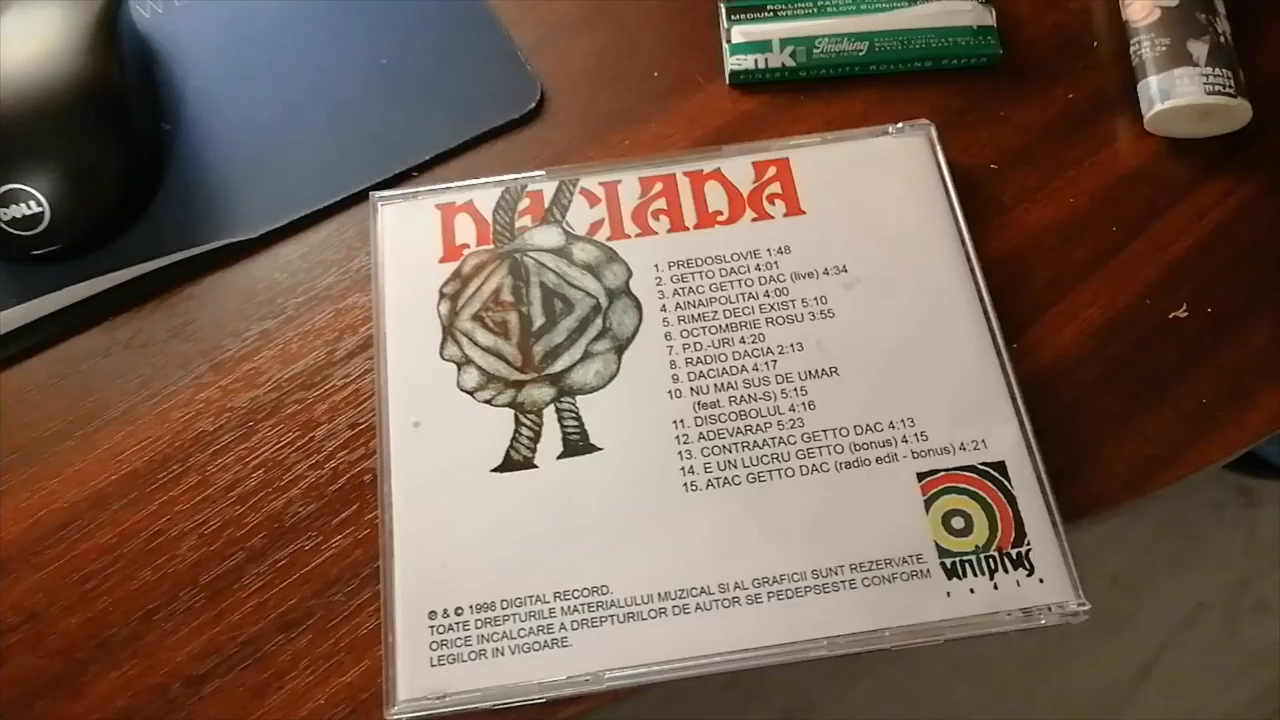 WE
ROLLING PAPER
MEDIUM WEIGHT - SLOW BURNING
smk
Smoking
FINEST QUALITY ROLLING PAPER
DELL
DACIADA
1. PREDOSLOVIE 1:48
2. GETTO DACI 4:01
3. ATAC GETTO DAC (live) 4:34
4. AINAIPOLITAI 4:00
5. RIMEZ DECI EXIST 5:10
6. OCTOMBRIE ROSU 3:55
7. P.D.-URI 4:20
8. RADIO DACIA 2:13
9. DACIADA 4:17
10. NU MAI SUS DE UMAR
(feat. RAN-S) 5:15
11. DISCOBOLUL 4:16
12. ADEVARAP 5:23
13. CONTRAATAC GETTO DAC 4:13
14. E UN LUCRU GETTO (bonus) 4:15
15. ATAC GETTO DAC (radio edit - bonus) 4:21
uniplus
radio
℗ & © 1998 DIGITAL RECORD.
TOATE DREPTURILE MATERIALULUI MUZICAL SI AL GRAFICII SUNT REZERVATE.
ORICE INCALCARE A DREPTURILOR DE AUTOR SE PEDEPSESTE CONFORM
LEGILOR IN VIGOARE.